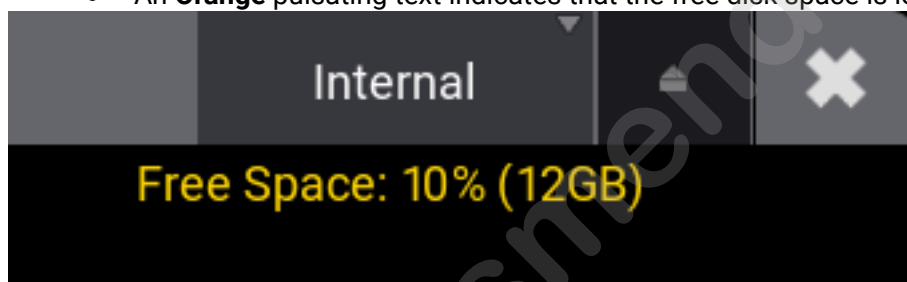 An Orange pulsating text indicates that the free disk space is
Internal
Free Space: 10% (12GB)